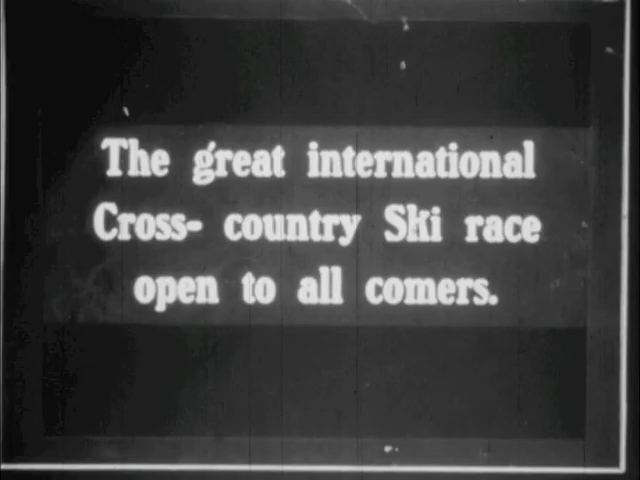 The great international
Cross- country Ski race
open to all comers.